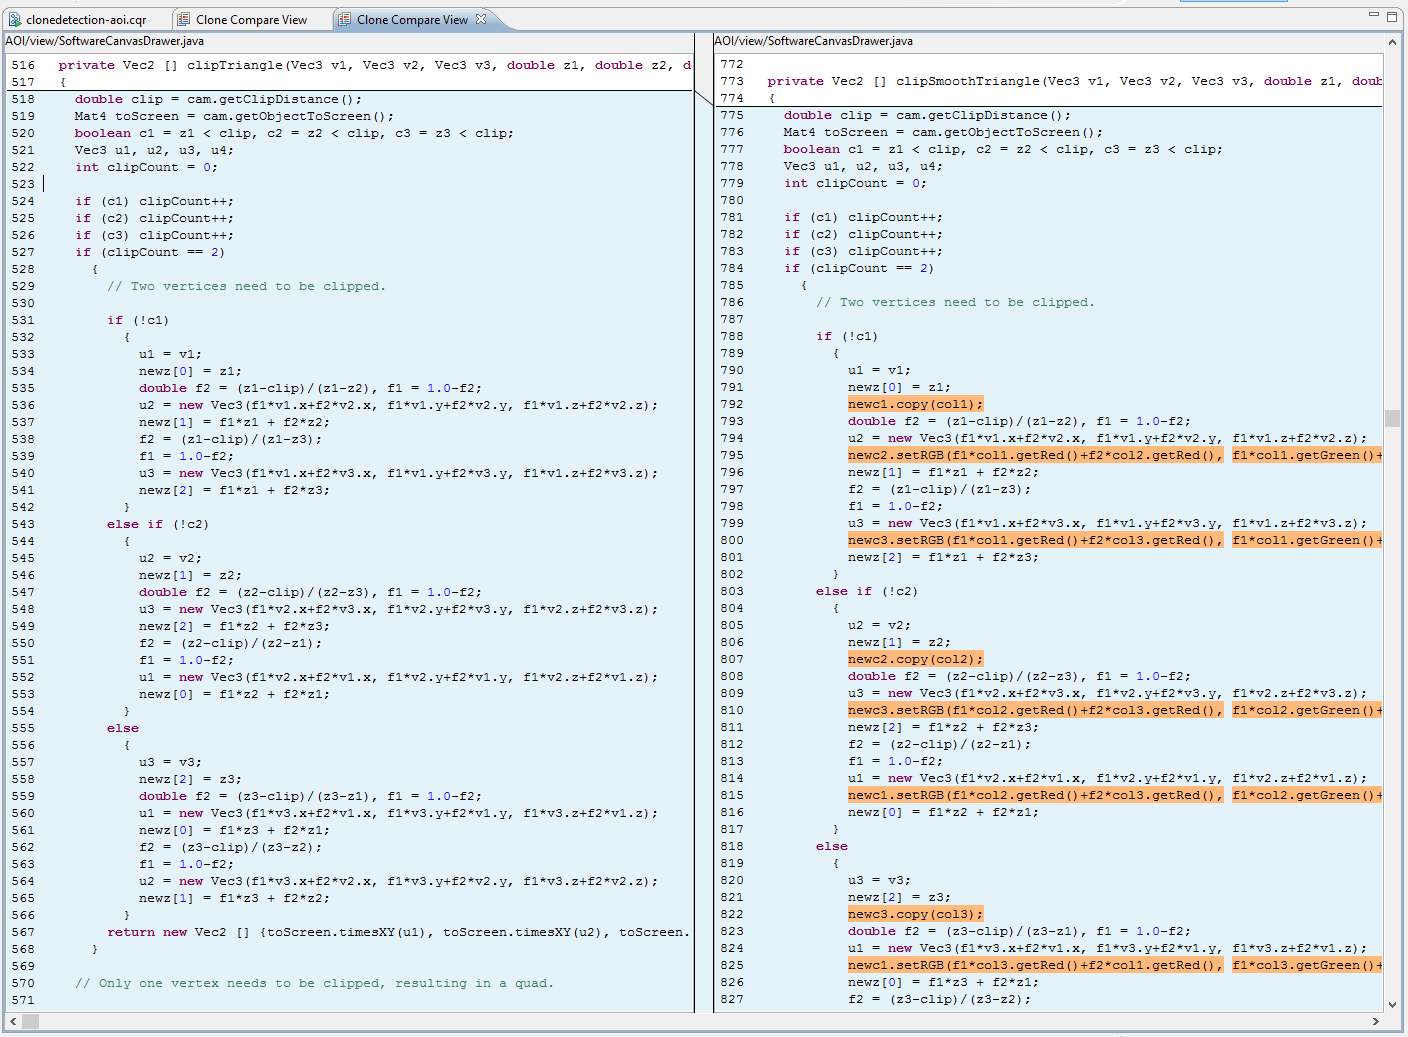 clonedetection-aoi.cqr
Clone Compare View
Clone Compare View
AOI/view/SoftwareCanvasDrawer.java
516 private Vec2 [] clipTriangle(Vec3 v1, Vec3 v2, Vec3 v3, double z1, double z2, d
517 {
518 double clip = cam.getClipDistance();
519 Mat4 toScreen = cam.getObjectToScreen();
520 boolean c1 = z1 < clip, c2 = z2 < clip, c3 = z3 < clip;
521 Vec3 u1, u2, u3, u4;
522 int clipCount = 0;
523
524 if (c1) clipCount++;
525 if (c2) clipCount++;
526 if (c3) clipCount++;
527 if (clipCount == 2)
528 {
529 // Two vertices need to be clipped.
530
531 if (!c1)
532 {
533 u1 = v1;
534 newz[0] = z1;
535 double f2 = (z1-clip)/(z1-z2), f1 = 1.0-f2;
536 u2 = new Vec3(f1*v1.x+f2*v2.x, f1*v1.y+f2*v2.y, f1*v1.z+f2*v2.z);
537 newz[1] = f1*z1 + f2*z2;
538 f2 = (z1-clip)/(z1-z3);
539 f1 = 1.0-f2;
540 u3 = new Vec3(f1*v1.x+f2*v3.x, f1*v1.y+f2*v3.y, f1*v1.z+f2*v3.z);
541 newz[2] = f1*z1 + f2*z3;
542 }
543 else if (!c2)
544 {
545 u2 = v2;
546 newz[1] = z2;
547 double f2 = (z2-clip)/(z2-z3), f1 = 1.0-f2;
548 u3 = new Vec3(f1*v2.x+f2*v3.x, f1*v2.y+f2*v3.y, f1*v2.z+f2*v3.z);
549 newz[2] = f1*z2 + f2*z3;
550 f2 = (z2-clip)/(z2-z1);
551 f1 = 1.0-f2;
552 u1 = new Vec3(f1*v2.x+f2*v1.x, f1*v2.y+f2*v1.y, f1*v2.z+f2*v1.z);
553 newz[0] = f1*z2 + f2*z1;
554 }
555 else
556 {
557 u3 = v3;
558 newz[2] = z3;
559 double f2 = (z3-clip)/(z3-z1), f1 = 1.0-f2;
560 u1 = new Vec3(f1*v3.x+f2*v1.x, f1*v3.y+f2*v1.y, f1*v3.z+f2*v1.z);
561 newz[0] = f1*z3 + f2*z1;
562 f2 = (z3-clip)/(z3-z2);
563 f1 = 1.0-f2;
564 u2 = new Vec3(f1*v3.x+f2*v2.x, f1*v3.y+f2*v2.y, f1*v3.z+f2*v2.z);
565 newz[1] = f1*z3 + f2*z2;
566 }
567 return new Vec2 [] {toScreen.timesXY(u1), toScreen.timesXY(u2), toScreen.
568 }
569
570 // Only one vertex needs to be clipped, resulting in a quad.
571
AOI/view/SoftwareCanvasDrawer.java
772
773 private Vec2 [] clipSmoothTriangle(Vec3 v1, Vec3 v2, Vec3 v3, double z1, doub
774 {
775 double clip = cam.getClipDistance();
776 Mat4 toScreen = cam.getObjectToScreen();
777 boolean c1 = z1 < clip, c2 = z2 < clip, c3 = z3 < clip;
778 Vec3 u1, u2, u3, u4;
779 int clipCount = 0;
780
781 if (c1) clipCount++;
782 if (c2) clipCount++;
783 if (c3) clipCount++;
784 if (clipCount == 2)
785 {
786 // Two vertices need to be clipped.
787
788 if (!c1)
789 {
790 u1 = v1;
791 newz[0] = z1;
792 newc1.copy(col1);
793 double f2 = (z1-clip)/(z1-z2), f1 = 1.0-f2;
794 u2 = new Vec3(f1*v1.x+f2*v2.x, f1*v1.y+f2*v2.y, f1*v1.z+f2*v2.z);
795 newc2.setRGB(f1*col1.getRed()+f2*col2.getRed(), f1*col1.getGreen()+
796 newz[1] = f1*z1 + f2*z2;
797 f2 = (z1-clip)/(z1-z3);
798 f1 = 1.0-f2;
799 u3 = new Vec3(f1*v1.x+f2*v3.x, f1*v1.y+f2*v3.y, f1*v1.z+f2*v3.z);
800 newc3.setRGB(f1*col1.getRed()+f2*col3.getRed(), f1*col1.getGreen()+
801 newz[2] = f1*z1 + f2*z3;
802 }
803 else if (!c2)
804 {
805 u2 = v2;
806 newz[1] = z2;
807 newc2.copy(col2);
808 double f2 = (z2-clip)/(z2-z3), f1 = 1.0-f2;
809 u3 = new Vec3(f1*v2.x+f2*v3.x, f1*v2.y+f2*v3.y, f1*v2.z+f2*v3.z);
810 newc3.setRGB(f1*col2.getRed()+f2*col3.getRed(), f1*col2.getGreen()+
811 newz[2] = f1*z2 + f2*z3;
812 f2 = (z2-clip)/(z2-z1);
813 f1 = 1.0-f2;
814 u1 = new Vec3(f1*v2.x+f2*v1.x, f1*v2.y+f2*v1.y, f1*v2.z+f2*v1.z);
815 newc1.setRGB(f1*col2.getRed()+f2*col3.getRed(), f1*col2.getGreen()+
816 newz[0] = f1*z2 + f2*z1;
817 }
818 else
819 {
820 u3 = v3;
821 newz[2] = z3;
822 newc3.copy(col3);
823 double f2 = (z3-clip)/(z3-z1), f1 = 1.0-f2;
824 u1 = new Vec3(f1*v3.x+f2*v1.x, f1*v3.y+f2*v1.y, f1*v3.z+f2*v1.z);
825 newc1.setRGB(f1*col3.getRed()+f2*col1.getRed(), f1*col3.getGreen()+
826 newz[0] = f1*z3 + f2*z1;
827 f2 = (z3-clip)/(z3-z2);